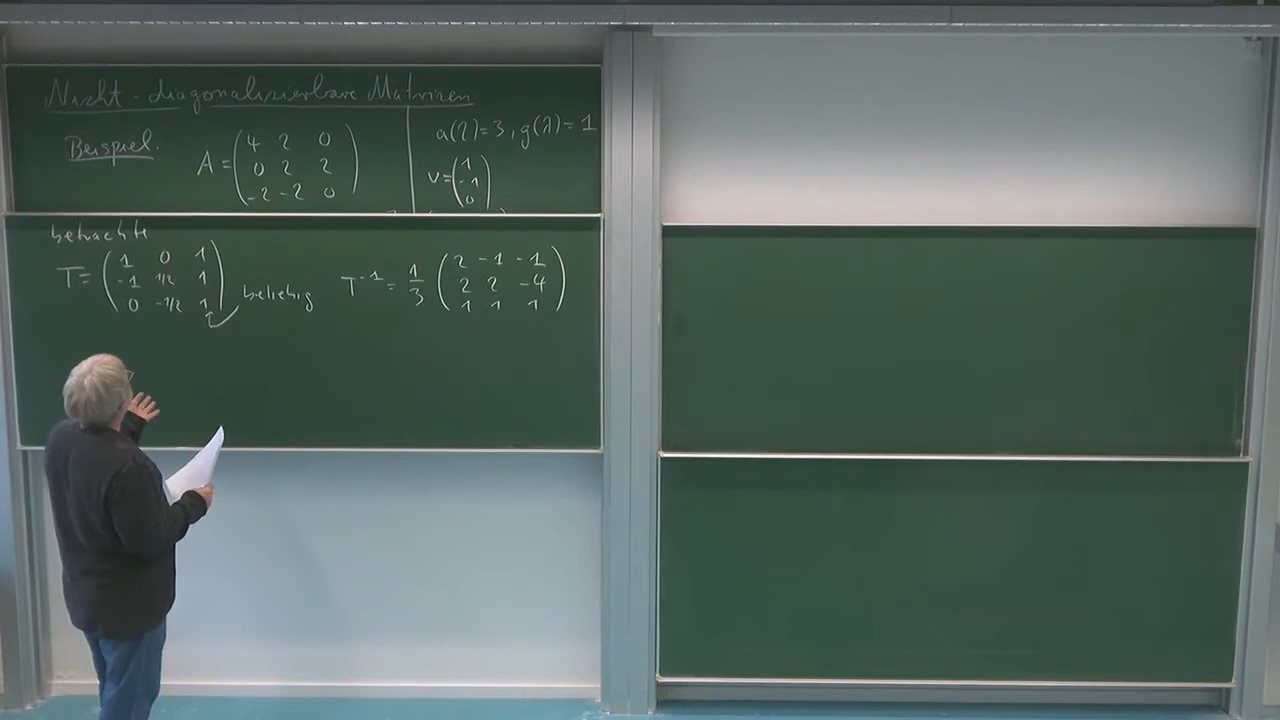 Nicht-diagonalisierbare Matrizen
Beispiel.
A = (4 2 0
0 2 2
-2 -2 0)
a(λ)=3, g(λ)=1
v = (1
-1
0)
betrachte
T = (1 0 1
-1 1/2 1
0 -1/2 1)
beliebig
T⁻¹ = 1/3 (2 -1 -1
2 2 -4
1 1 1)